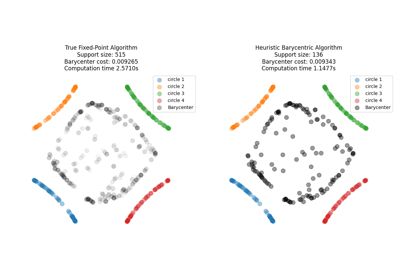 True Fixed-Point Algorithm
Support size: 515
Barycenter cost: 0.009265
Computation time 2.5710s
circle 1
circle 2
circle 3
circle 4
Barycenter
Heuristic Barycentric Algorithm
Support size: 136
Barycenter cost: 0.009343
Computation time 1.1477s
circle 1
circle 2
circle 3
circle 4
Barycenter